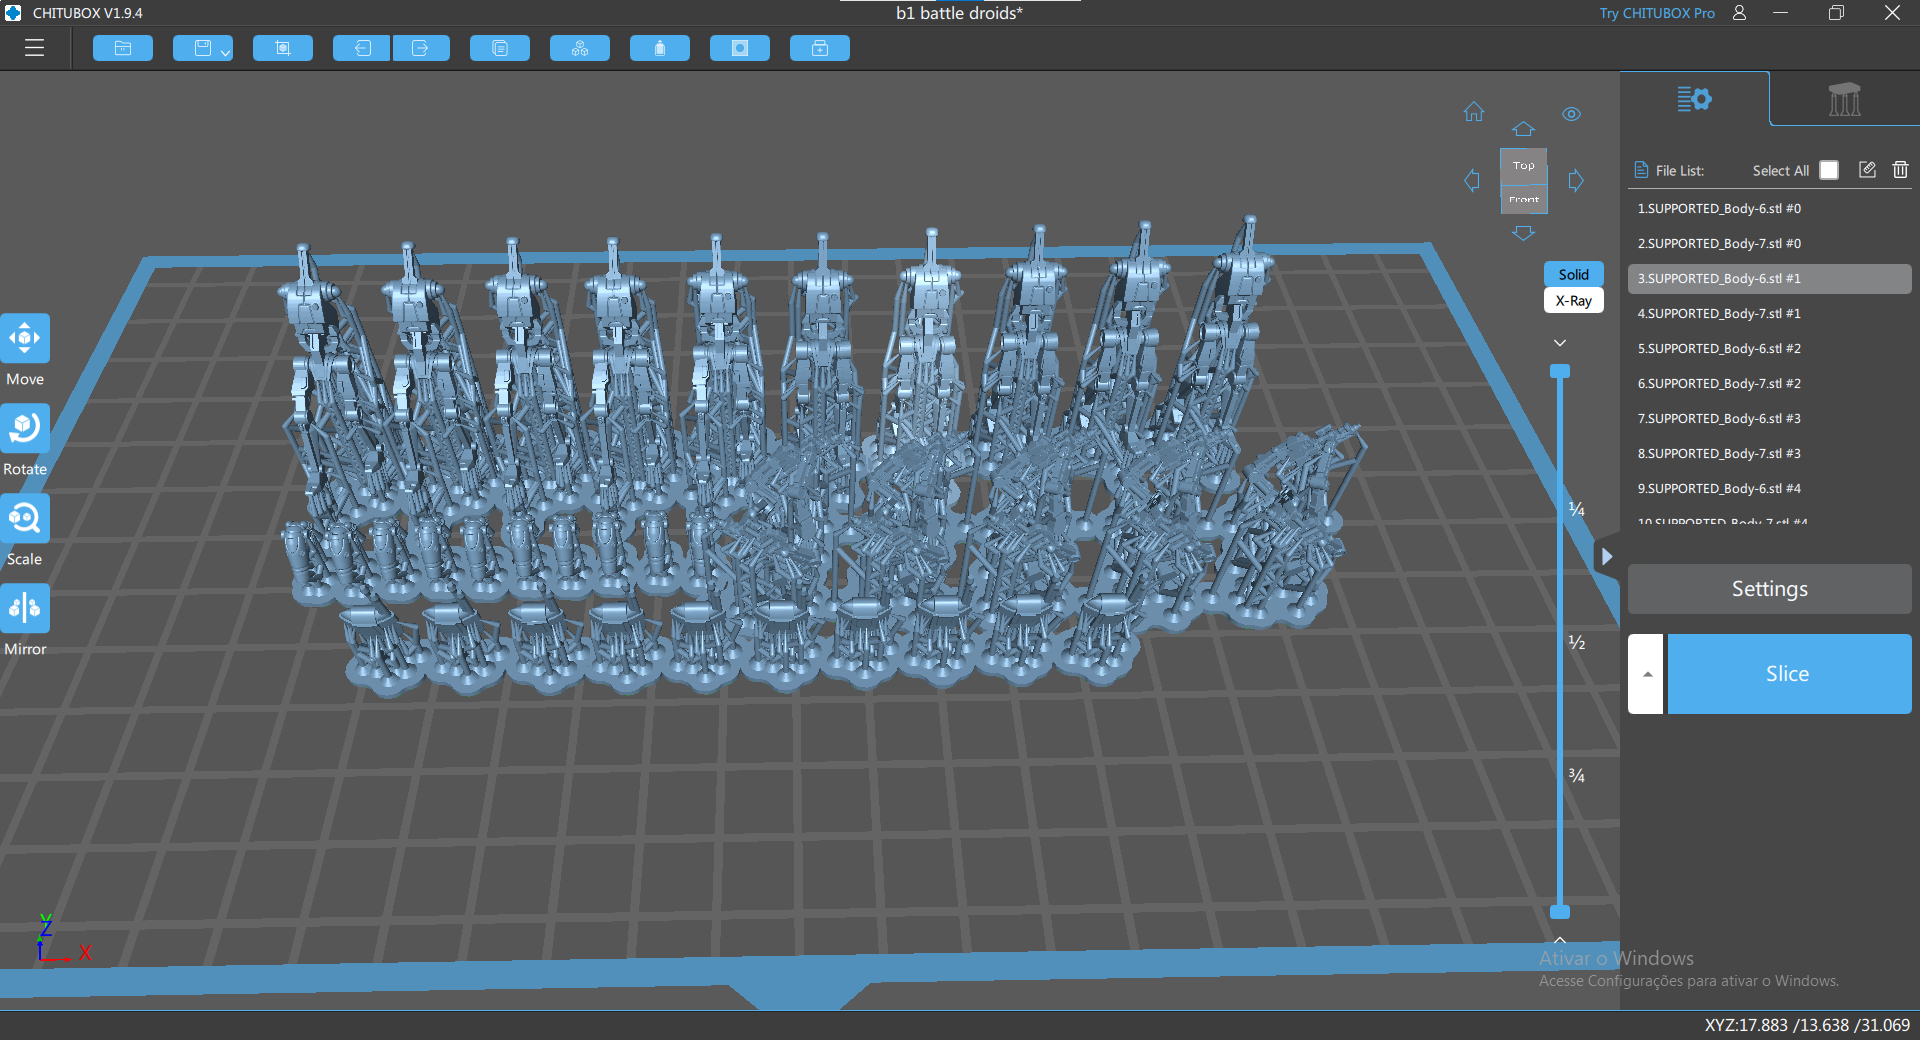 CHITUBOX V1.9.4
b1 battle droids*
Try CHITUBOX Pro
Top
Front
Solid
X-Ray
Move
Rotate
Scale
Mirror
¼
½
¾
File List:
Select All
1.SUPPORTED_Body-6.stl #0
2.SUPPORTED_Body-7.stl #0
3.SUPPORTED_Body-6.stl #1
4.SUPPORTED_Body-7.stl #1
5.SUPPORTED_Body-6.stl #2
6.SUPPORTED_Body-7.stl #2
7.SUPPORTED_Body-6.stl #3
8.SUPPORTED_Body-7.stl #3
9.SUPPORTED_Body-6.stl #4
10.SUPPORTED_Body-7.stl #4
Settings
Slice
Y
Z
X
Ativar o Windows
Acesse Configurações para ativar o Windows.
XYZ:17.883 /13.638 /31.069